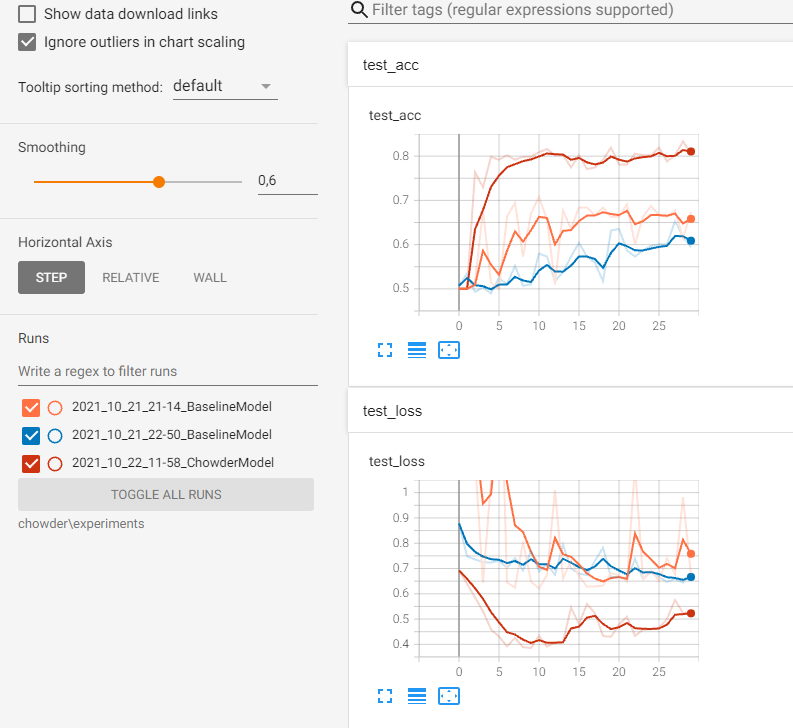 Show data download links
Ignore outliers in chart scaling
Tooltip sorting method: default
Smoothing
0,6
Horizontal Axis
STEP RELATIVE WALL
Runs
Write a regex to filter runs
2021_10_21_21-14_BaselineModel
2021_10_21_22-50_BaselineModel
2021_10_22_11-58_ChowderModel
TOGGLE ALL RUNS
chowder\experiments
Filter tags (regular expressions supported)
test_acc
test_acc
0.8
0.7
0.6
0.5
0 5 10 15 20 25
test_loss
test_loss
1
0.9
0.8
0.7
0.6
0.5
0.4
0 5 10 15 20 25